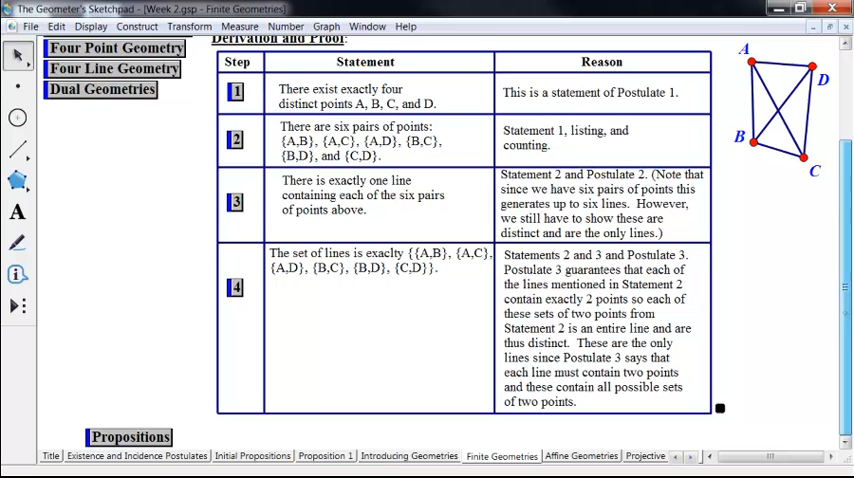 The Geometer's Sketchpad - [Week 2.gsp - Finite Geometries]
File Edit Display Construct Transform Measure Number Graph Window Help
Derivation and Proof:
Four Point Geometry
Four Line Geometry
Dual Geometries
Step Statement Reason
1
There exist exactly four
distinct points A, B, C, and D.
This is a statement of Postulate 1.
2
There are six pairs of points:
{A,B}, {A,C}, {A,D}, {B,C},
{B,D}, and {C,D}.
Statement 1, listing, and
counting.
3
There is exactly one line
containing each of the six pairs
of points above.
Statement 2 and Postulate 2. (Note that
since we have six pairs of points this
generates up to six lines. However,
we still have to show these are
distinct and are the only lines.)
4
The set of lines is exaclty {{A,B}, {A,C},
{A,D}, {B,C}, {B,D}, {C,D}}.
Statements 2 and 3 and Postulate 3.
Postulate 3 guarantees that each of
the lines mentioned in Statement 2
contain exactly 2 points so each of
these sets of two points from
Statement 2 is an entire line and are
thus distinct. These are the only
lines since Postulate 3 says that
each line must contain two points
and these contain all possible sets
of two points.
A
D
B
C
A
Propositions
Title Existence and Incidence Postulates Initial Propositions Proposition 1 Introducing Geometries Finite Geometries Affine Geometries Projective